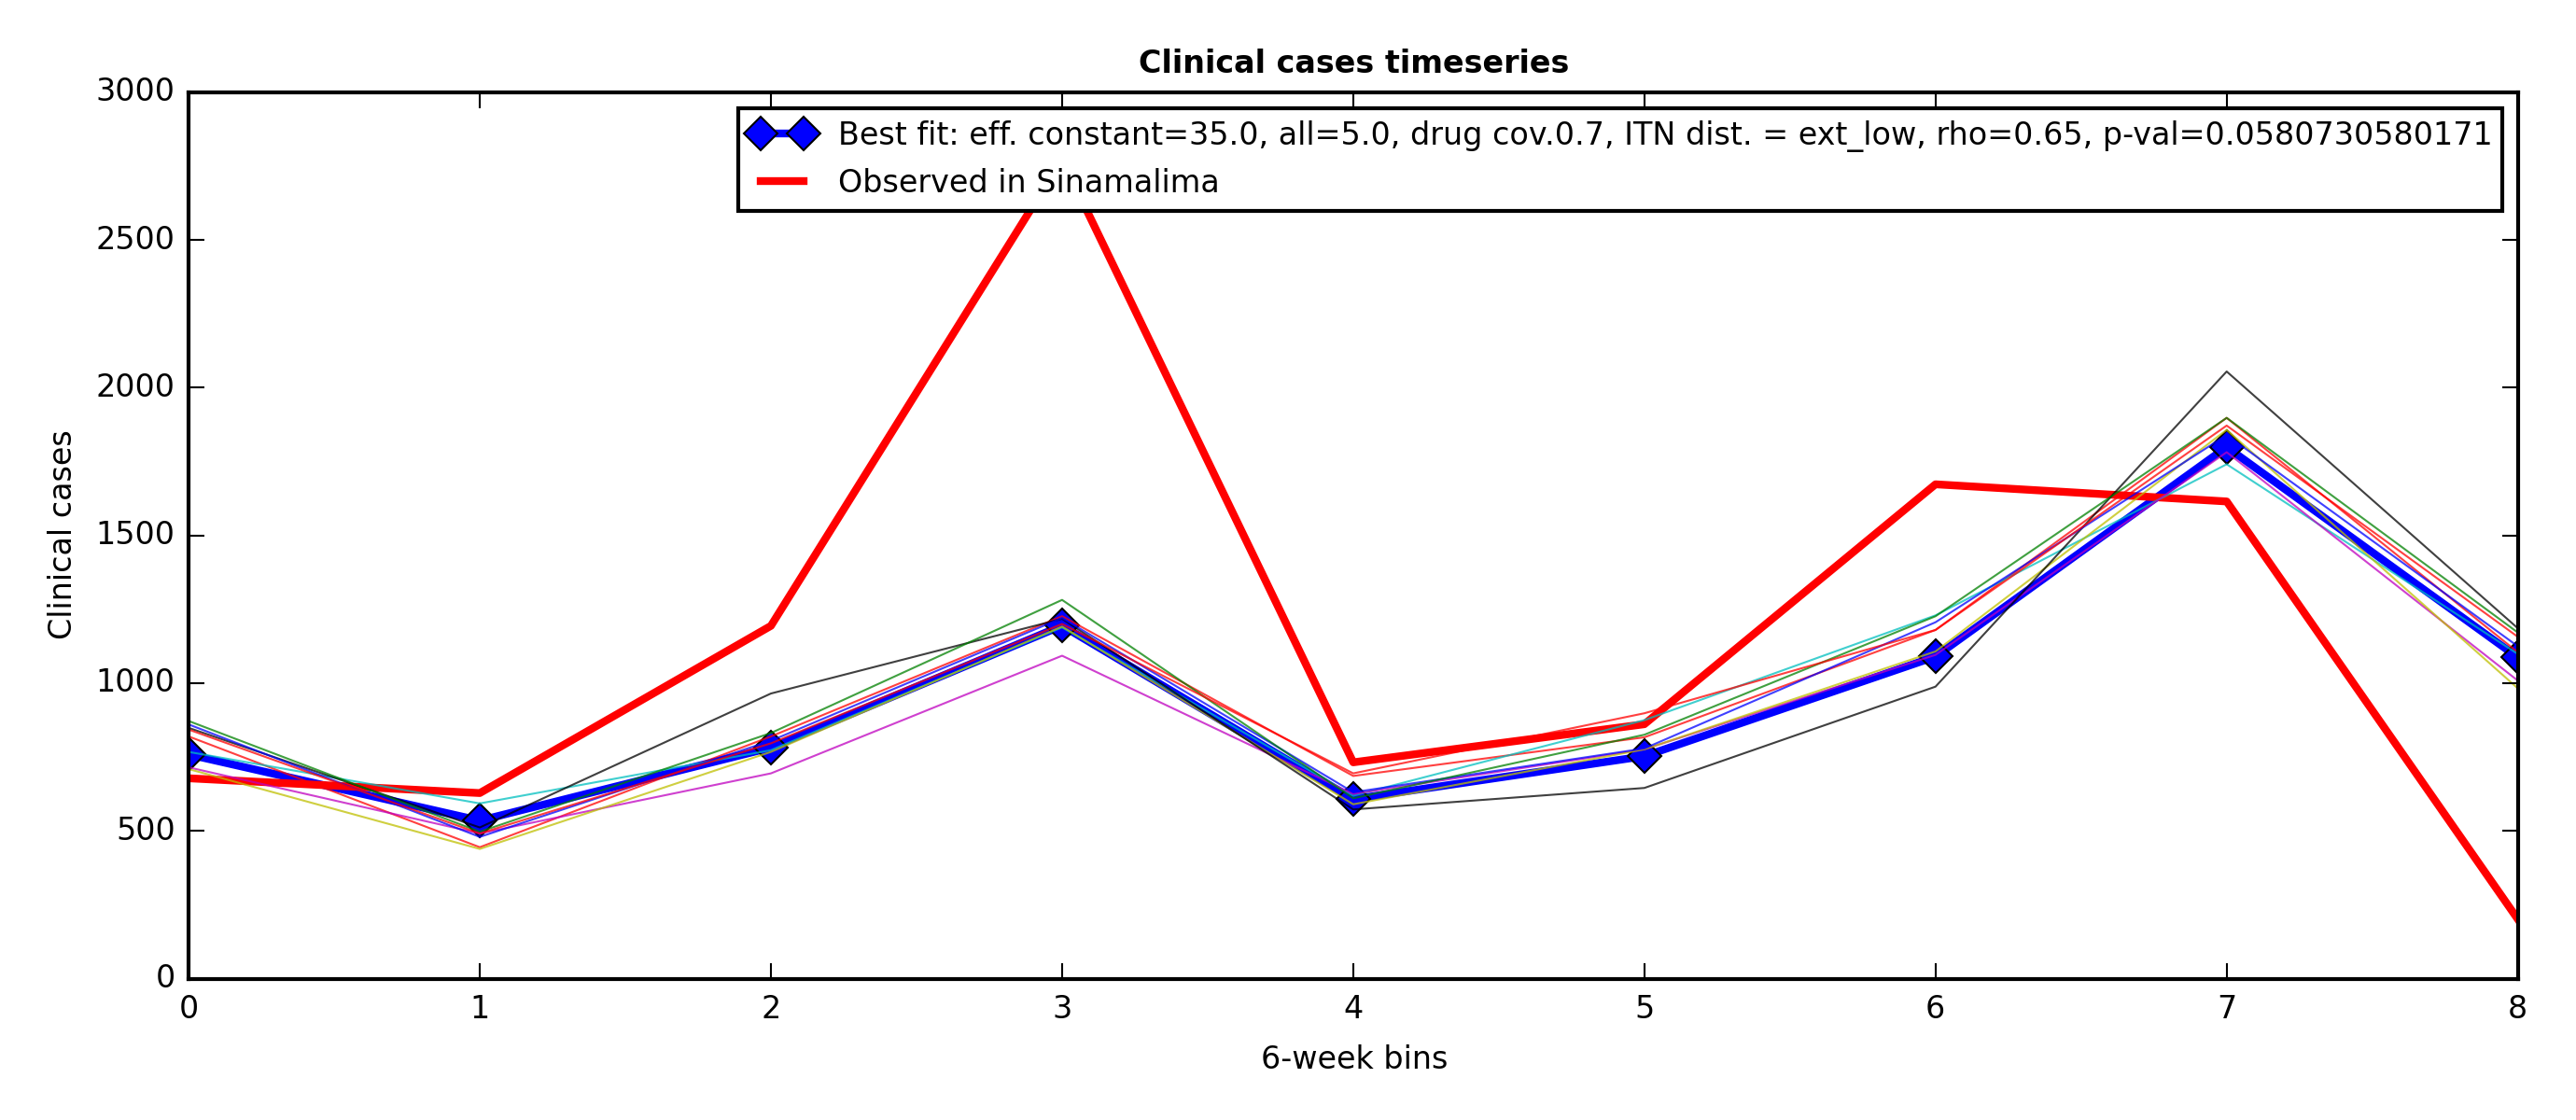 Clinical cases timeseries
3000
2500
2000
1500
1000
500
0
Clinical cases
Best fit: eff. constant=35.0, all=5.0, drug cov.0.7, ITN dist. = ext_low, rho=0.65, p-val=0.0580730580171
Observed in Sinamalima
0 1 2 3 4 5 6 7 8
6-week bins